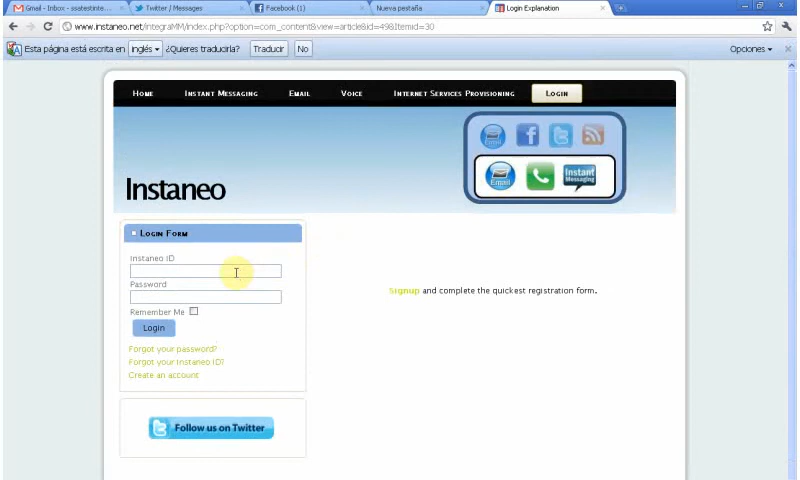 Gmail - Inbox - ssatestinte...
Twitter / Messages
Facebook (1)
Nueva pestaña
Login Explanation
www.instaneo.net/integraMM/index.php?option=com_content&view=article&id=49&Itemid=30
Esta página está escrita en inglés ¿Quieres traducirla? Traducir No Opciones
Home Instant Messaging Email Voice Internet Services Provisioning Login
Email
Email Instant Messaging
Instaneo
Login Form
Instaneo ID
Password
Remember Me
Login
Forgot your password?
Forgot your Instaneo ID?
Create an account
Signup and complete the quickest registration form.
Follow us on Twitter